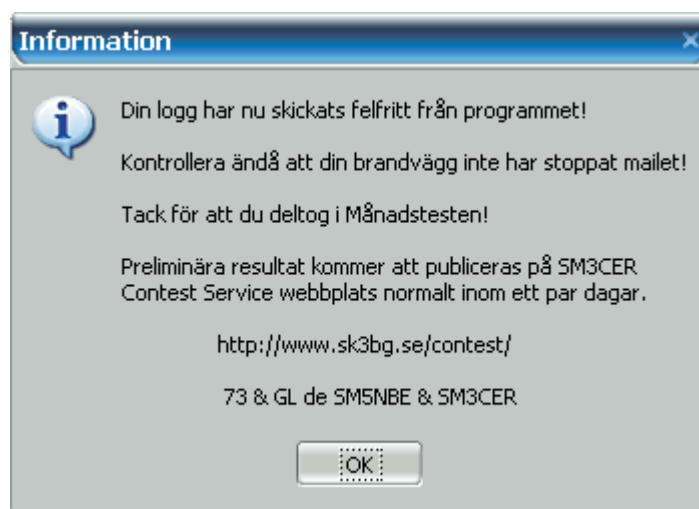 Information
Din logg har nu skickats felfritt från programmet!
Kontrollera ändå att din brandvägg inte har stoppat mailet!
Tack för att du deltog i Månadstesten!
Preliminära resultat kommer att publiceras på SM3CER
Contest Service webbplats normalt inom ett par dagar.
http://www.sk3bg.se/contest/
73 & GL de SM5NBE & SM3CER
OK